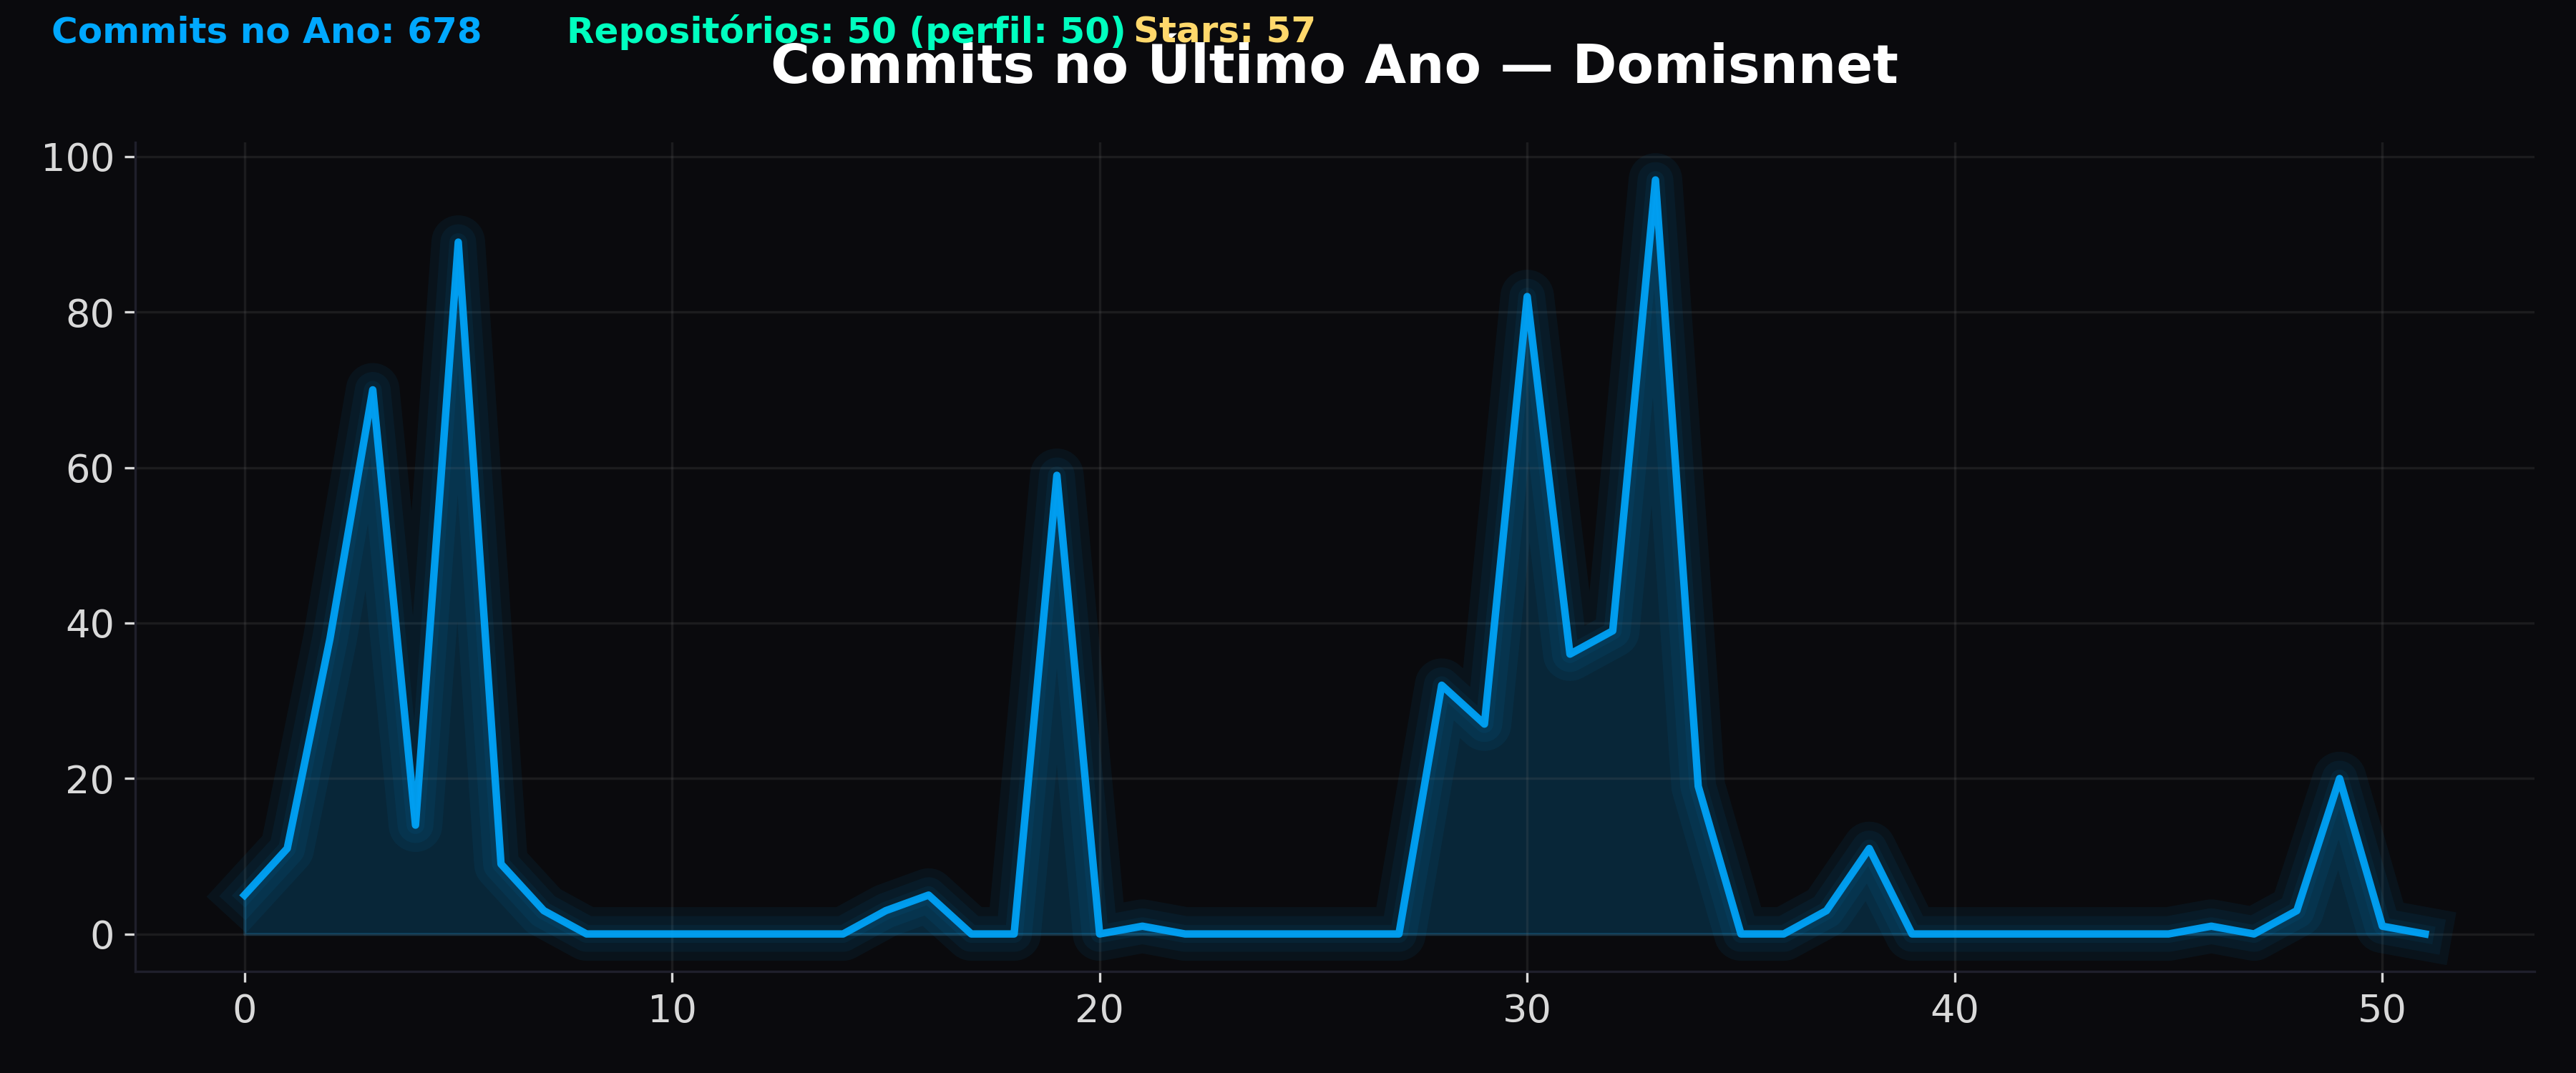 Commits no Ano: 678 Repositórios: 50 (perfil: 50) Stars: 57
Commits no Último Ano — Domisnnet
100
80
60
40
20
0
0 10 20 30 40 50